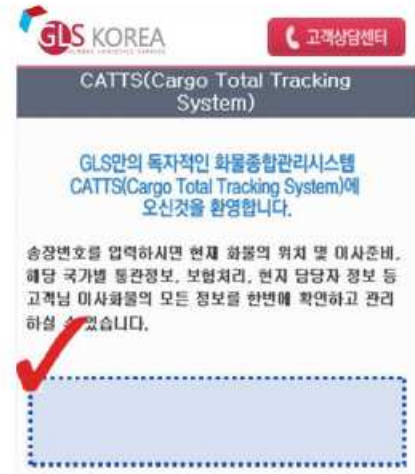 GLS KOREA
GLOBAL LOGISTICS SERVICE
고객상담센터
CATTS(Cargo Total Tracking
System)
GLS만의 독자적인 화물종합관리시스템
CATTS(Cargo Total Tracking System)에
오신것을 환영합니다.
송장번호를 입력하시면 현재 화물의 위치 및 이사준비,
해당 국가별 통관정보, 보험처리, 현지 담당자 정보 등
고객님 이사화물의 모든 정보를 한번에 확인하고 관리
하실 수 있습니다.